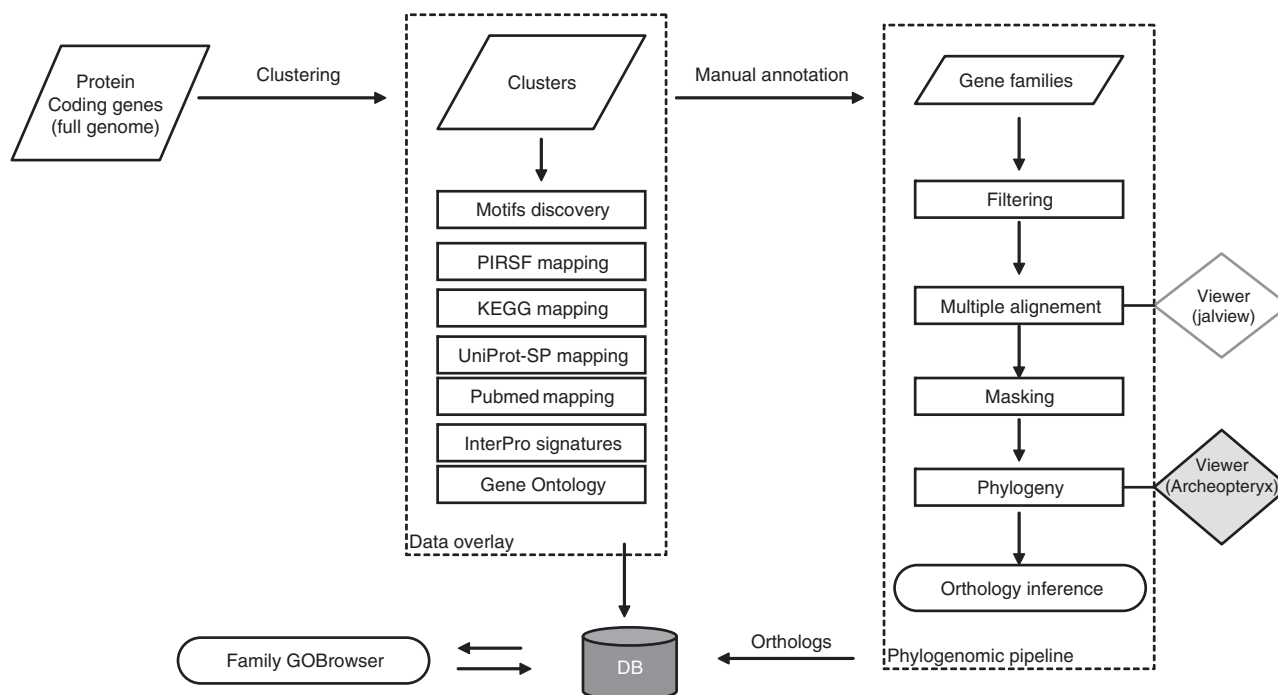 Protein
Coding genes
(full genome)
Clustering
Clusters
Motifs discovery
PIRSF mapping
KEGG mapping
UniProt-SP mapping
Pubmed mapping
InterPro signatures
Gene Ontology
Data overlay
Manual annotation
Gene families
Filtering
Multiple alignement
Viewer
(jalview)
Masking
Phylogeny
Viewer
(Archeopteryx)
Orthology inference
Phylogenomic pipeline
Orthologs
DB
Family GOBrowser